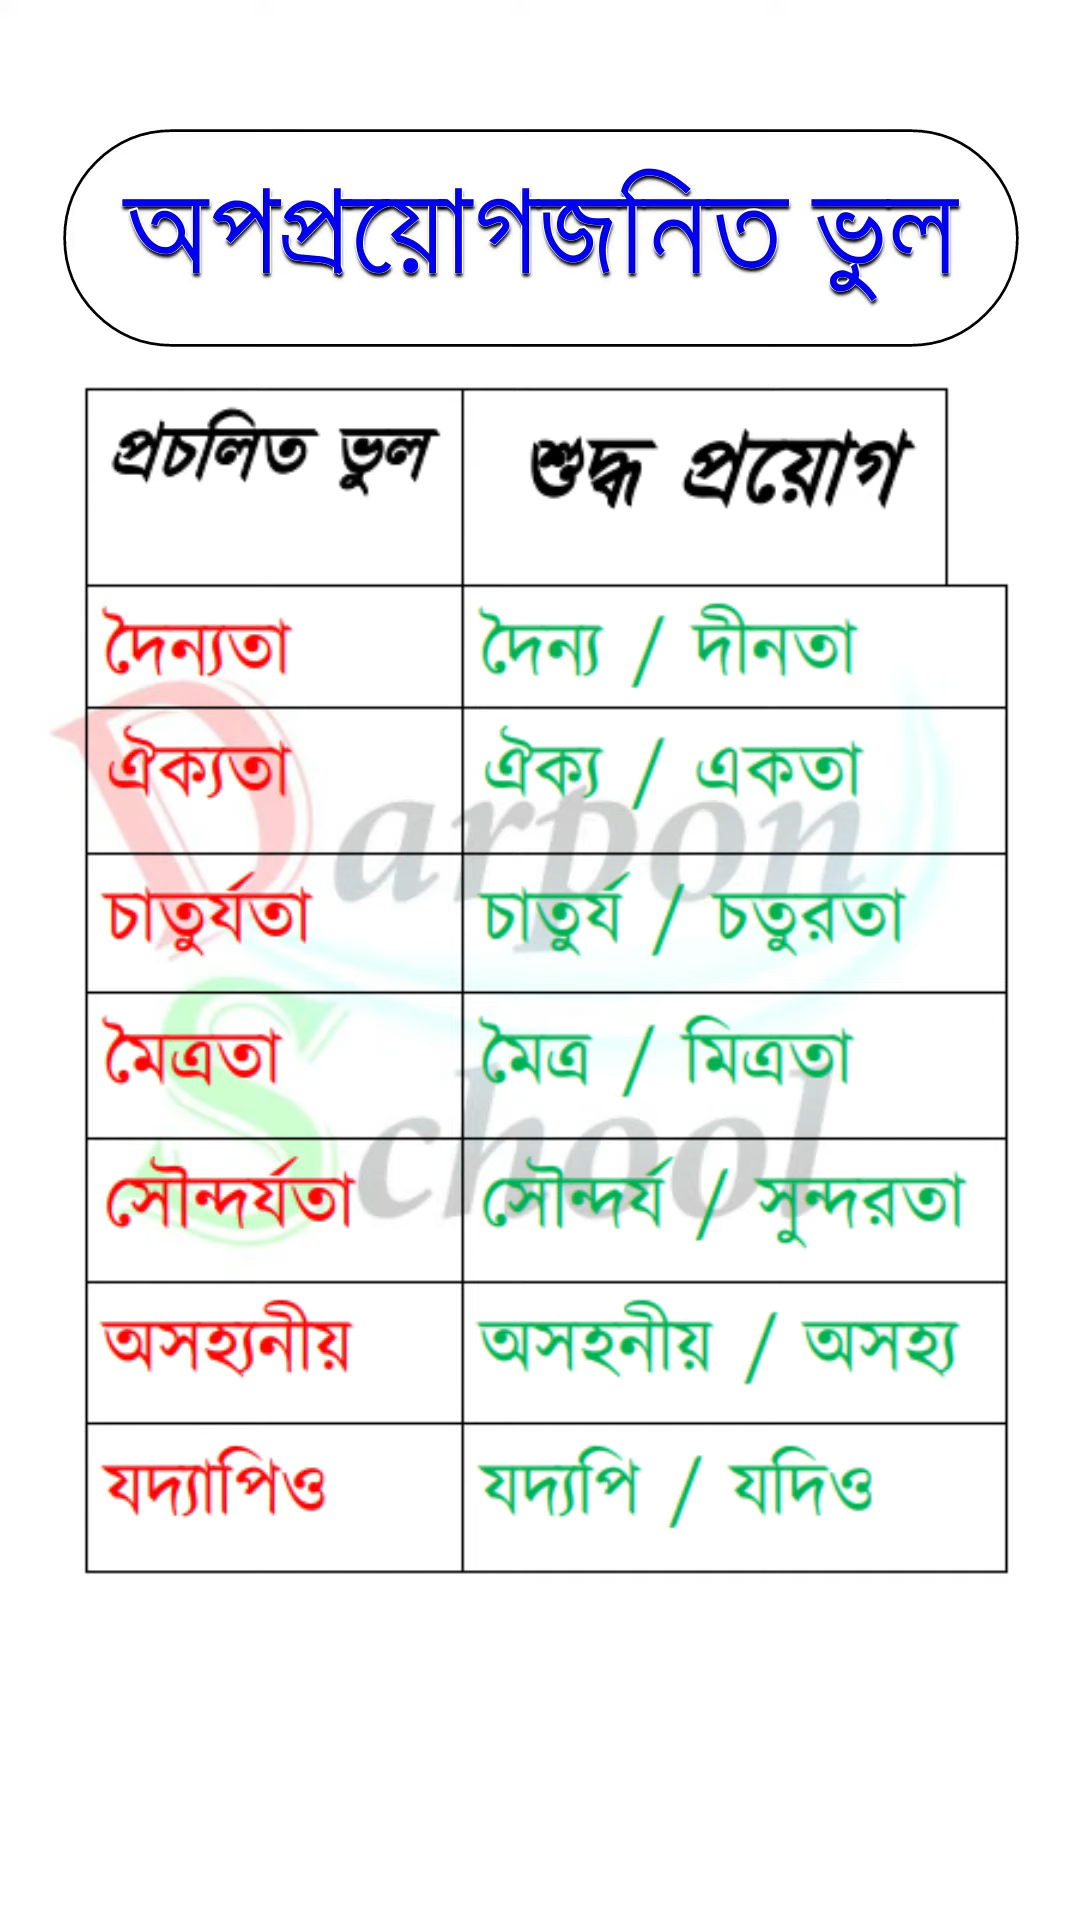 অপপ্রয়োগজনিত ভুল
প্রচলিত ভুল শুদ্ধ প্রয়োগ
দৈন্যতা দৈন্য / দীনতা
ঐক্যতা ঐক্য / একতা
চাতুর্যতা চাতুর্য / চতুরতা
মৈত্রতা মৈত্র / মিত্রতা
সৌন্দর্যতা সৌন্দর্য / সুন্দরতা
অসহ্যনীয় অসহনীয় / অসহ্য
যদ্যাপিও যদ্যপি / যদিও
Darpon
School